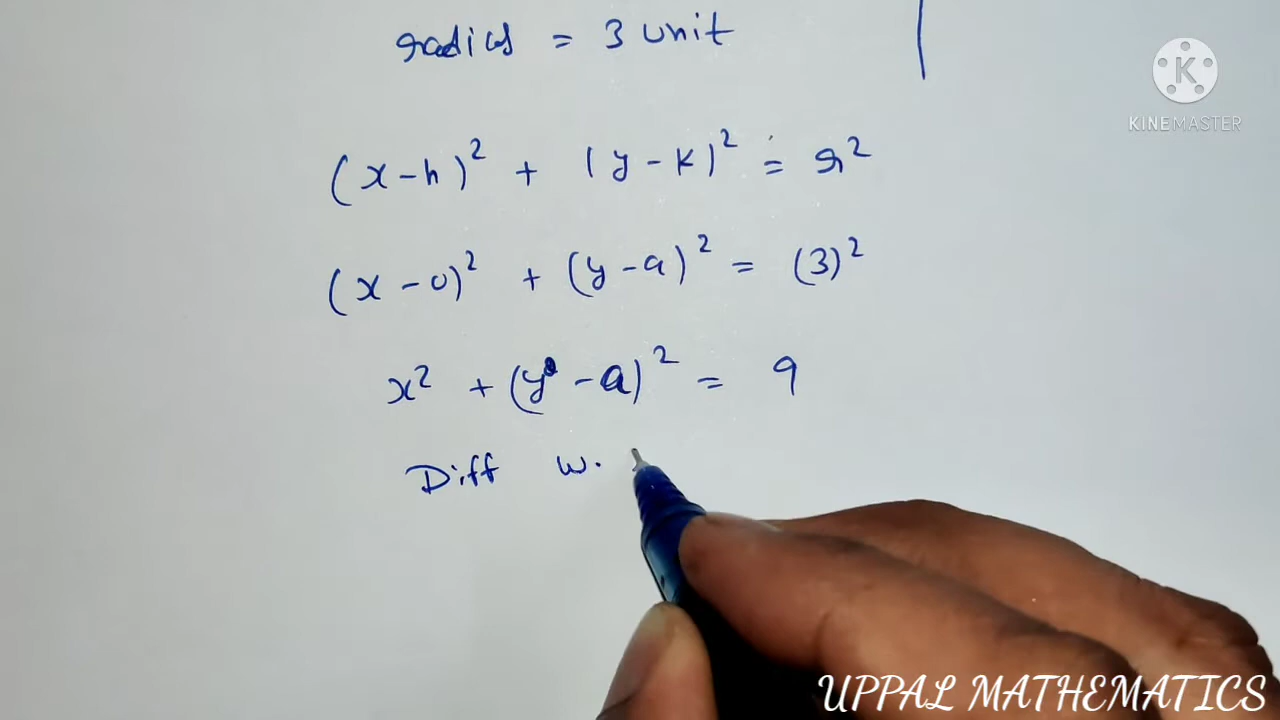 radius = 3 unit
KINEMASTER
(x-h)² + (y-k)² = r²
(x-0)² + (y-a)² = (3)²
x² + (y-a)² = 9
Diff w.
UPPAL MATHEMATICS